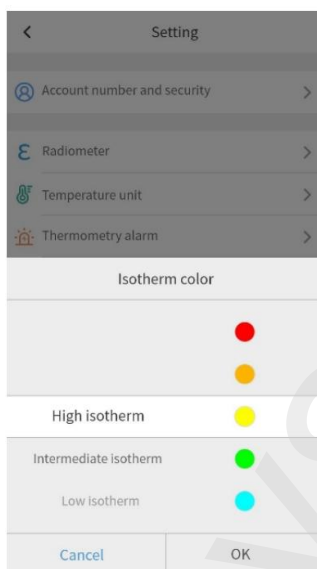 Setting
Account number and security
ε Radiometer
Temperature unit
Thermometry alarm
Isotherm color
High isotherm
Intermediate isotherm
Low isotherm
Cancel OK